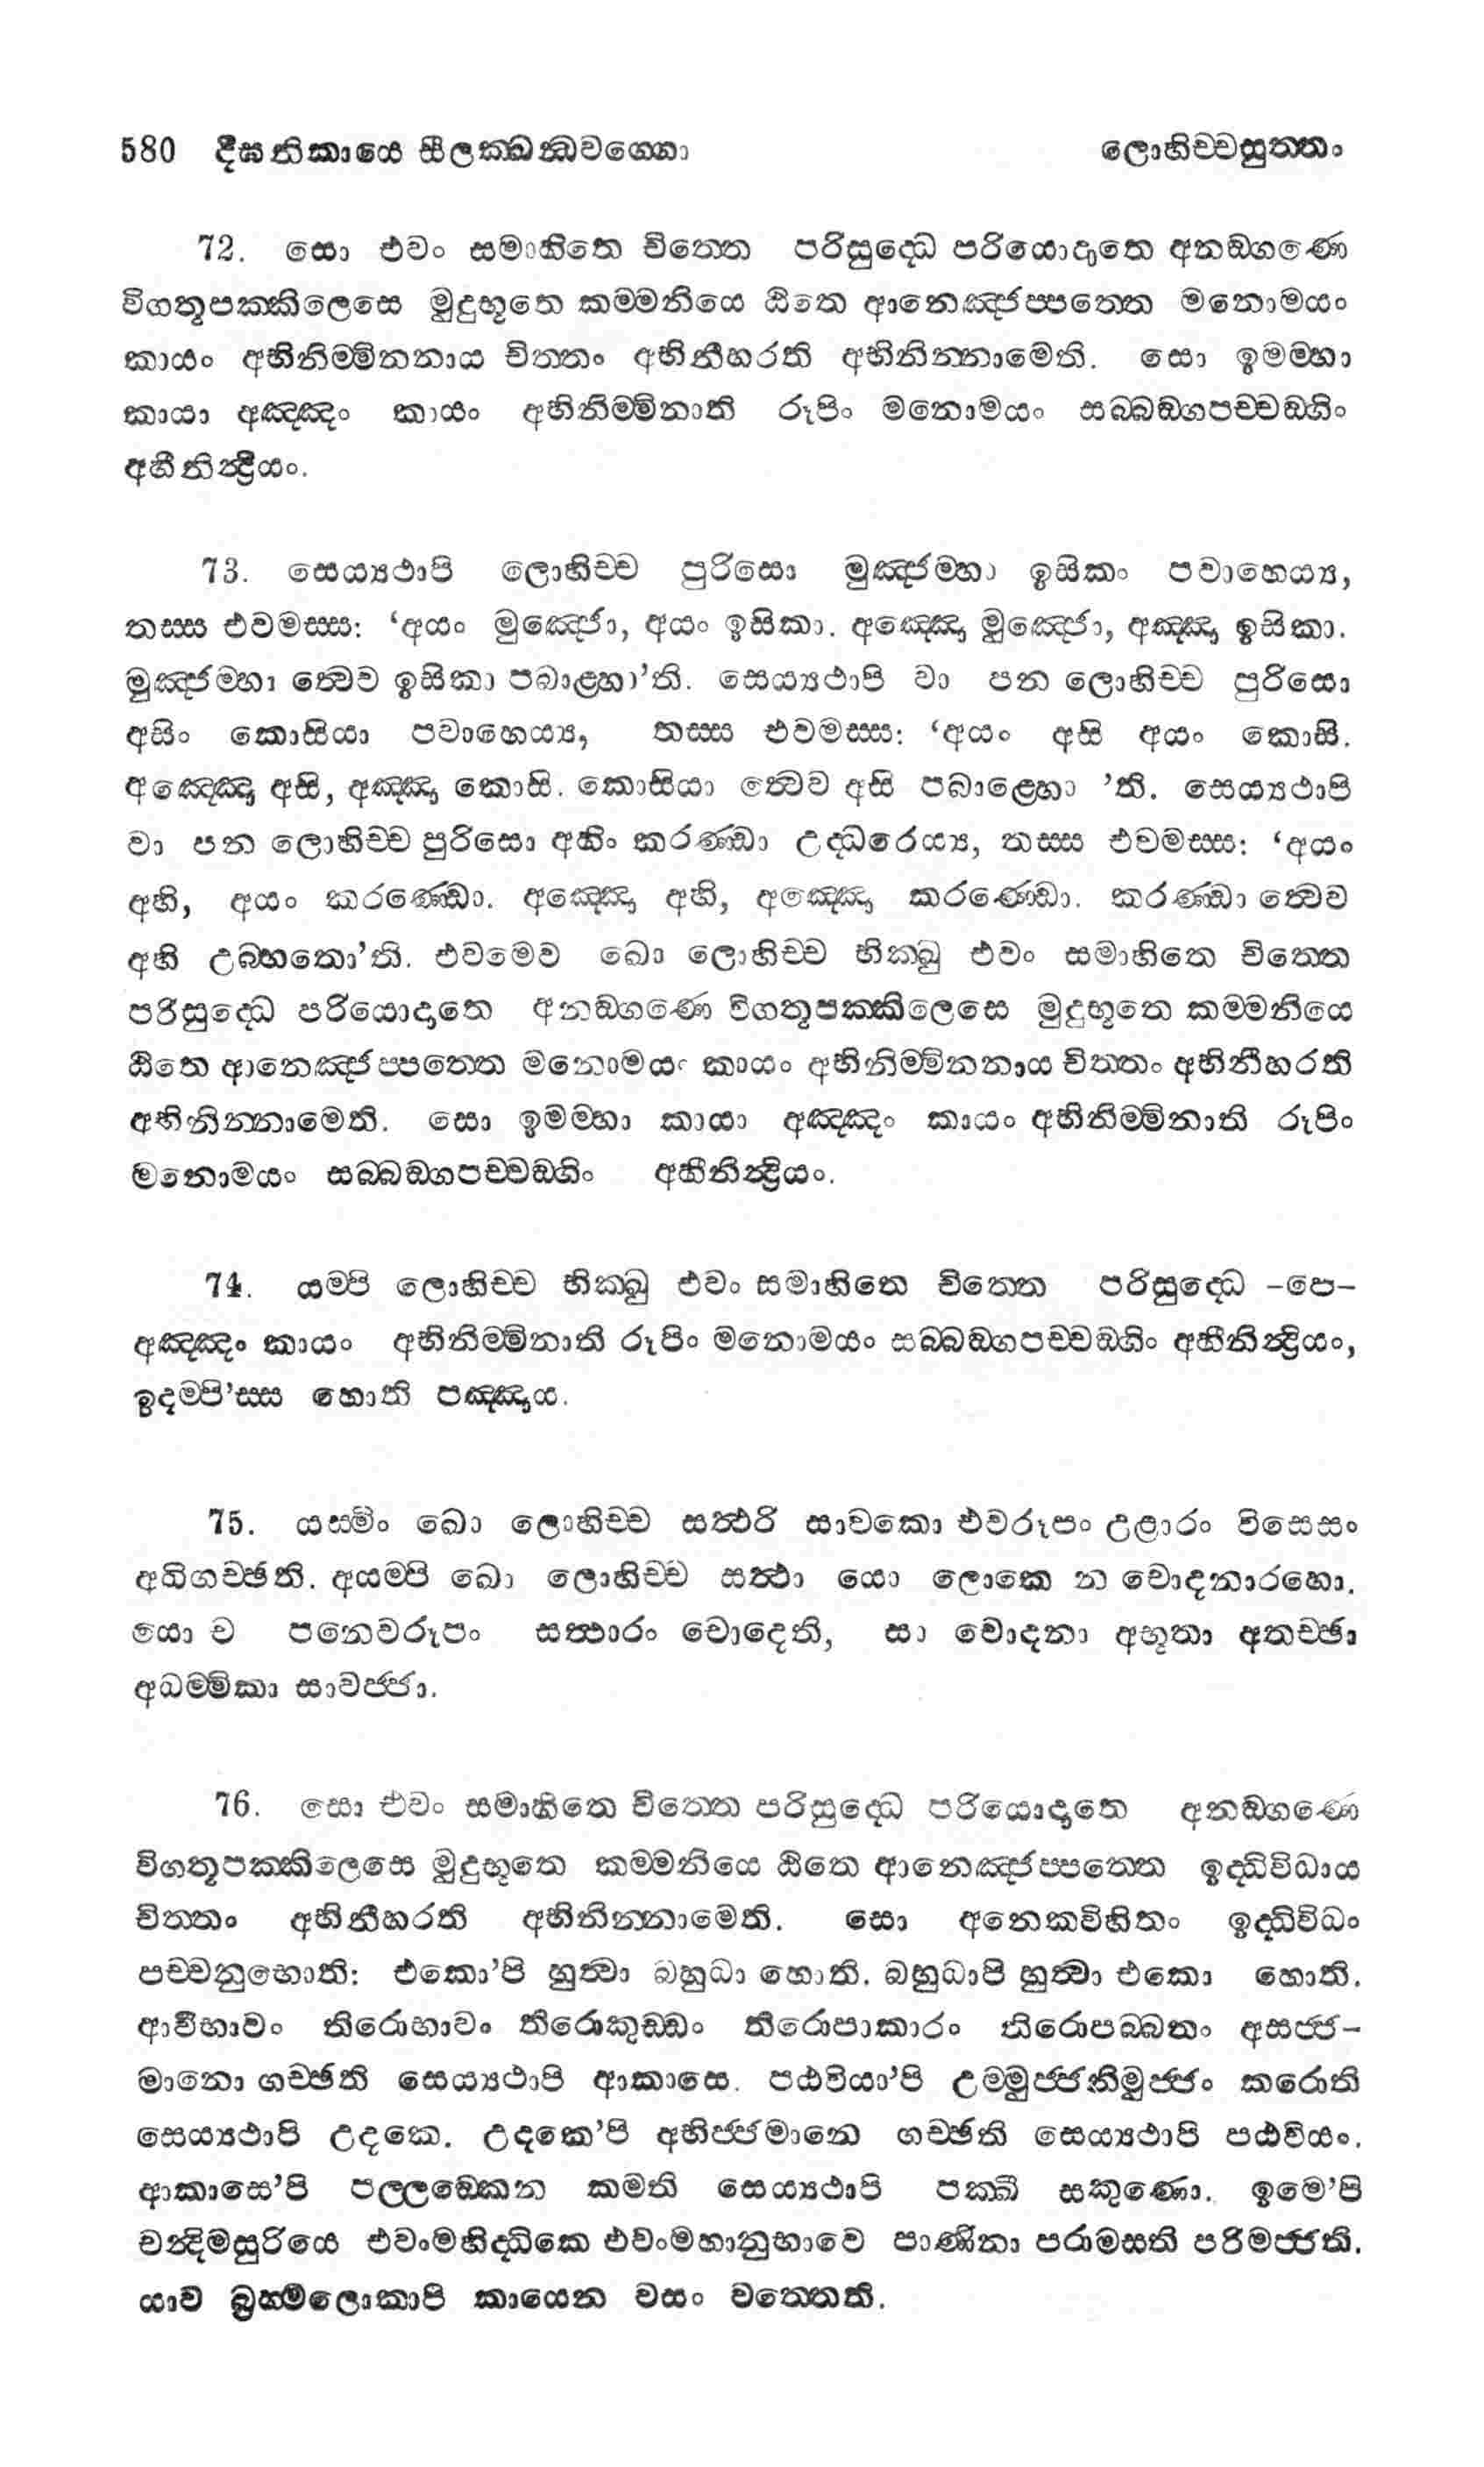 580 දීඝනිකායෙ සීලක්ඛන්ධවග්ගො ලොහිච්චසුත්තං
72. සො එවං සමාහිතෙ චිත්තෙ පරිසුද්ධෙ පරියොදාතෙ අනඞ්ගණෙ
විගතූපක්කිලෙසෙ මුදුභූතෙ කම්මනියෙ ඨිතෙ ආනෙඤ්ජප්පත්තෙ මනොමයං
කායං අභිනිම්මිනනාය චිත්තං අභිනීහරති අභිනින්නාමෙති. සො ඉමම්හා
කායා අඤ්ඤං කායං අභිනිම්මිනාති රූපිං මනොමයං සබ්බඞ්ගපච්චඞ්ගිං
අහීනින්ද්‍රියං.
73. සෙය්‍යථාපි ලොහිච්ච පුරිසො මුඤ්ජම්හා ඉසිකං පවාහෙය්‍ය,
තස්ස එවමස්ස: ‘අයං මුඤ්ජො, අයං ඉසිකා. අඤ්ඤො මුඤ්ජො, අඤ්ඤා ඉසිකා.
මුඤ්ජම්හා ත්වෙව ඉසිකා පබාළහා’ති. සෙය්‍යථාපි වා පන ලොහිච්ච පුරිසො
අසිං කොසියා පවාහෙය්‍ය, තස්ස එවමස්ස: ‘අයං අසි අයං කොසි.
අඤ්ඤො අසි, අඤ්ඤා කොසි. කොසියා ත්වෙව අසි පබාළෙහා ’ති. සෙය්‍යථාපි
වා පන ලොහිච්ච පුරිසො අහිං කරණ්ඩා උද්ධරෙය්‍ය, තස්ස එවමස්ස: ‘අයං
අහි, අයං කරණ්ඩො. අඤ්ඤො අහි, අඤ්ඤො කරණ්ඩො. කරණ්ඩා ත්වෙව
අහි උබ්භතො’ති. එවමෙව ඛො ලොහිච්ච භික්ඛු එවං සමාහිතෙ චිත්තෙ
පරිසුද්ධෙ පරියොදාතෙ අනඞ්ගණෙ විගතූපක්කිලෙසෙ මුදුභූතෙ කම්මනියෙ
ඨිතෙ ආනෙඤ්ජප්පත්තෙ මනොමයං කායං අභිනිම්මිනනාය චිත්තං අභිනීහරති
අභිනින්නාමෙති. සො ඉමම්හා කායා අඤ්ඤං කායං අභිනිම්මිනාති රූපිං
මනොමයං සබ්බඞ්ගපච්චඞ්ගිං අහීනින්ද්‍රියං.
74. යම්පි ලොහිච්ච භික්ඛු එවං සමාහිතෙ චිත්තෙ පරිසුද්ධෙ –පෙ–
අඤ්ඤං කායං අභිනිම්මිනාති රූපිං මනොමයං සබ්බඞ්ගපච්චඞ්ගිං අහීනින්ද්‍රියං,
ඉදම්පි’ස්ස හොති පඤ්ඤාය.
75. යස්මිං ඛො ලොහිච්ච සත්ථරි සාවකො එවරූපං උළාරං විසෙසං
අධිගච්ඡති. අයම්පි ඛො ලොහිච්ච සත්ථා යො ලොකෙ න චොදනාරහො.
යො ච පනෙවරූපං සත්ථාරං චොදෙති, සා චොදනා අභූතා අතච්ඡා
අධම්මිකා සාවජ්ජා.
76. සො එවං සමාහිතෙ චිත්තෙ පරිසුද්ධෙ පරියොදාතෙ අනඞ්ගණෙ
විගතූපක්කිලෙසෙ මුදුභූතෙ කම්මනියෙ ඨිතෙ ආනෙඤ්ජප්පත්තෙ ඉද්ධිවිධාය
චිත්තං අභිනීහරති අභිනින්නාමෙති. සො අනෙකවිහිතං ඉද්ධිවිධං
පච්චනුභොති: එකො’පි හුත්වා බහුධා හොති. බහුධාපි හුත්වා එකො හොති.
ආවීභාවං තිරොභාවං තිරොකුඩ්ඩං තිරොපාකාරං තිරොපබ්බතං අසජ්ජ–
මානො ගච්ඡති සෙය්‍යථාපි ආකාසෙ. පඨවියා’පි උම්මුජ්ජනිමුජ්ජං කරොති
සෙය්‍යථාපි උදකෙ. උදකෙ’පි අභිජ්ජමානෙ ගච්ඡති සෙය්‍යථාපි පඨවියං.
ආකාසෙ’පි පල්ලඞ්කෙන කමති සෙය්‍යථාපි පක්ඛී සකුණො. ඉමෙ’පි
චන්දිමසුරියෙ එවංමහිද්ධිකෙ එවංමහානුභාවෙ පාණිනා පරාමසති පරිමජ්ජති.
යාව බ්‍රහ්මලොකාපි කායෙන වසං වත්තෙති.